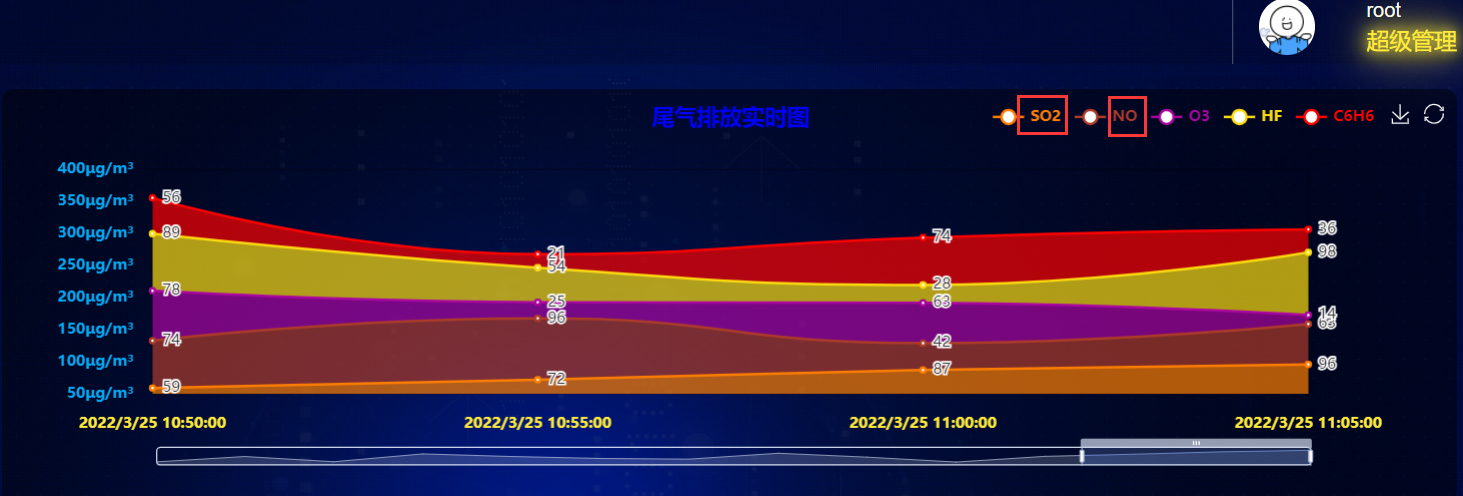 root
超级管理
尾气排放实时图
SO2 NO O3 HF C6H6
400μg/m³
350μg/m³
300μg/m³
250μg/m³
200μg/m³
150μg/m³
100μg/m³
50μg/m³
56 21 74 36
89 54 28 98
78 25 63 14
74 96 42 63
59 72 87 96
2022/3/25 10:50:00 2022/3/25 10:55:00 2022/3/25 11:00:00 2022/3/25 11:05:00